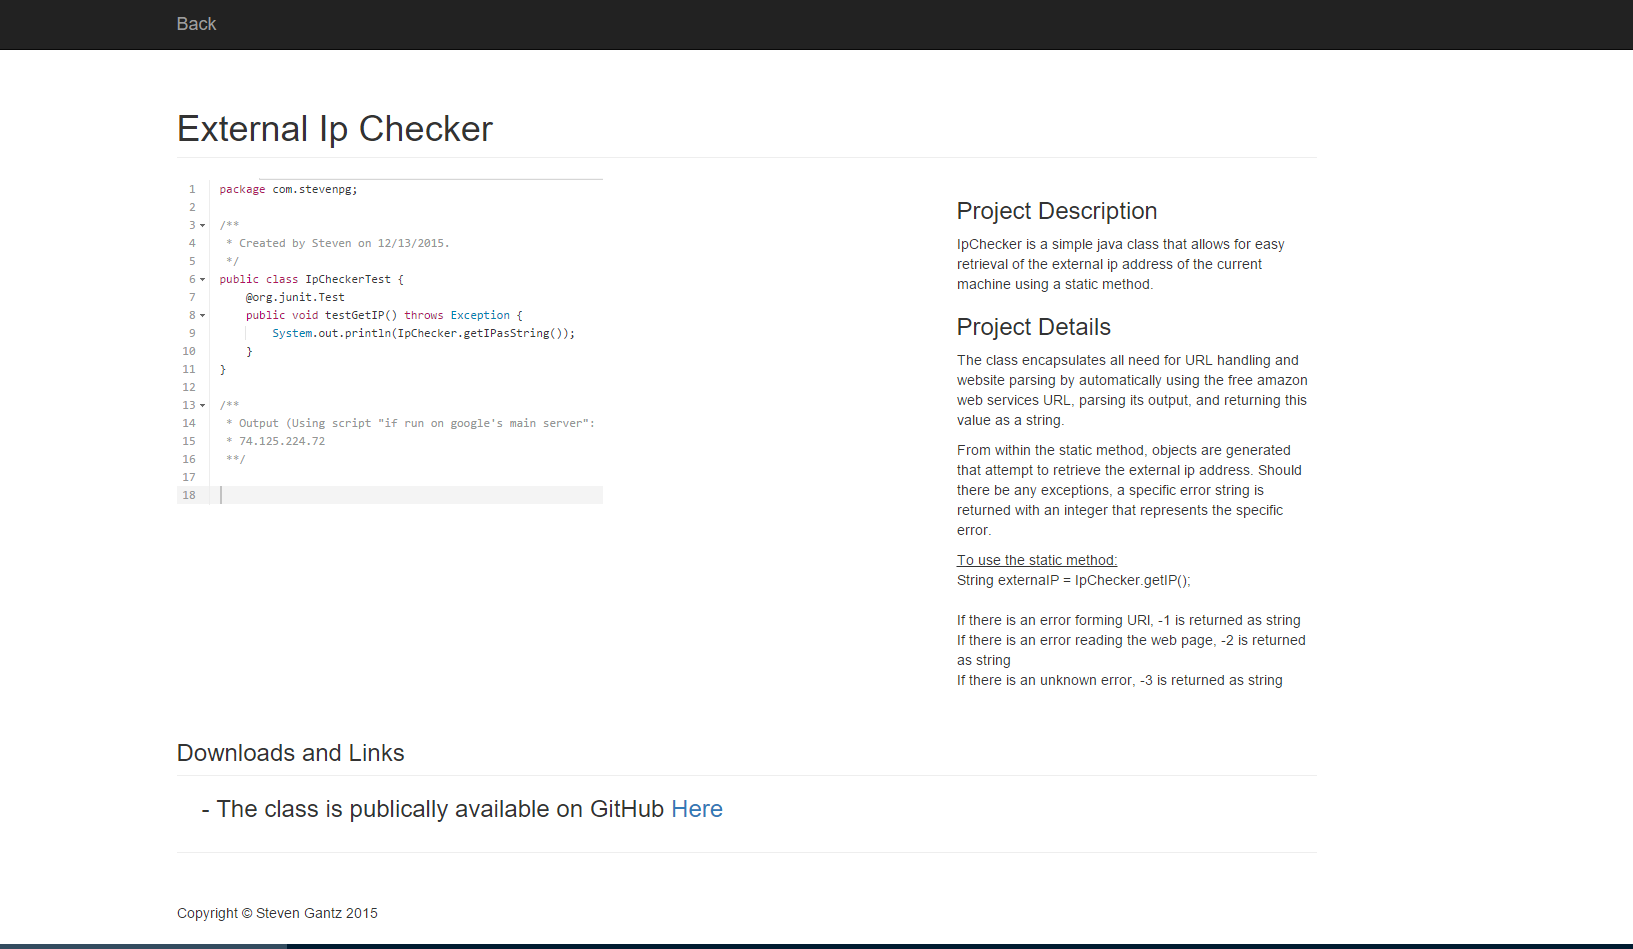 Back
External Ip Checker
1 package com.stevenpg;
2
3 /**
4 * Created by Steven on 12/13/2015.
5 */
6 public class IpCheckerTest {
7 @org.junit.Test
8 public void testGetIP() throws Exception {
9 System.out.println(IpChecker.getIPasString());
10 }
11 }
12
13 /**
14 * Output (Using script "if run on google's main server":
15 * 74.125.224.72
16 **/
17
18
Project Description
IpChecker is a simple java class that allows for easy
retrieval of the external ip address of the current
machine using a static method.
Project Details
The class encapsulates all need for URL handling and
website parsing by automatically using the free amazon
web services URL, parsing its output, and returning this
value as a string.
From within the static method, objects are generated
that attempt to retrieve the external ip address. Should
there be any exceptions, a specific error string is
returned with an integer that represents the specific
error.
To use the static method:
String externalP = IpChecker.getIP();
If there is an error forming URl, -1 is returned as string
If there is an error reading the web page, -2 is returned
as string
If there is an unknown error, -3 is returned as string
Downloads and Links
- The class is publically available on GitHub Here
Copyright © Steven Gantz 2015